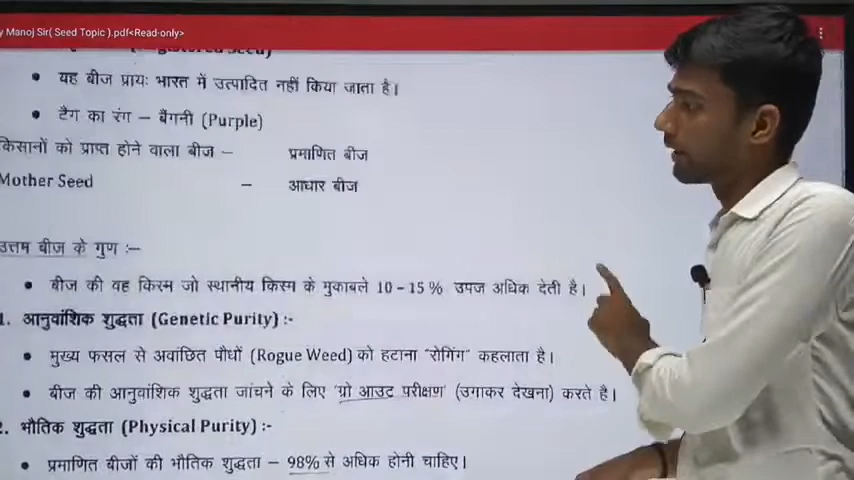 y Manoj Sir( Seed Topic ).pdf<Read-only>
यह बीज प्रायः भारत में उत्पादित नहीं किया जाता है।
टैग का रंग – बैंगनी (Purple)
किसानों को प्राप्त होने वाला बीज – प्रमाणित बीज
Mother Seed – आधार बीज
उत्तम बीज के गुण :–
बीज की वह किस्म जो स्थानीय किस्म के मुकाबले 10 – 15 % उपज अधिक देती है।
1. आनुवांशिक शुद्धता (Genetic Purity) :-
मुख्य फसल से अवांछित पौधों (Rogue Weed) को हटाना "रोगिंग" कहलाता है।
बीज की आनुवांशिक शुद्धता जांचने के लिए 'ग्रो आउट परीक्षण' (उगाकर देखना) करते है।
2. भौतिक शुद्धता (Physical Purity) :-
प्रमाणित बीजों की भौतिक शुद्धता – 98% से अधिक होनी चाहिए।